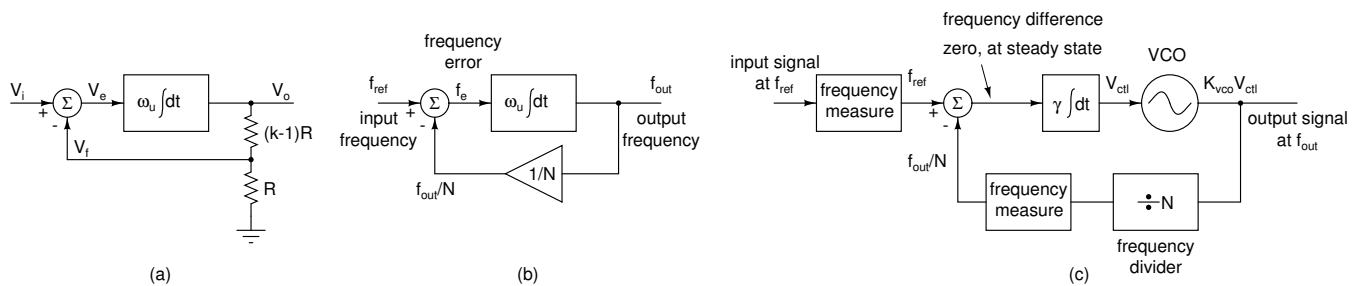 V_i
+
-
Σ
V_e
ω_u ∫dt
V_o
(k-1)R
V_f
R
(a)
frequency
error
f_ref
input
frequency
+
-
Σ
f_e
ω_u ∫dt
f_out
output
frequency
1/N
f_out/N
(b)
input signal
at f_ref
frequency
measure
f_ref
+
-
Σ
frequency difference
zero, at steady state
γ ∫dt
V_ctl
VCO
K_vco V_ctl
output signal
at f_out
f_out/N
frequency
measure
÷N
frequency
divider
(c)